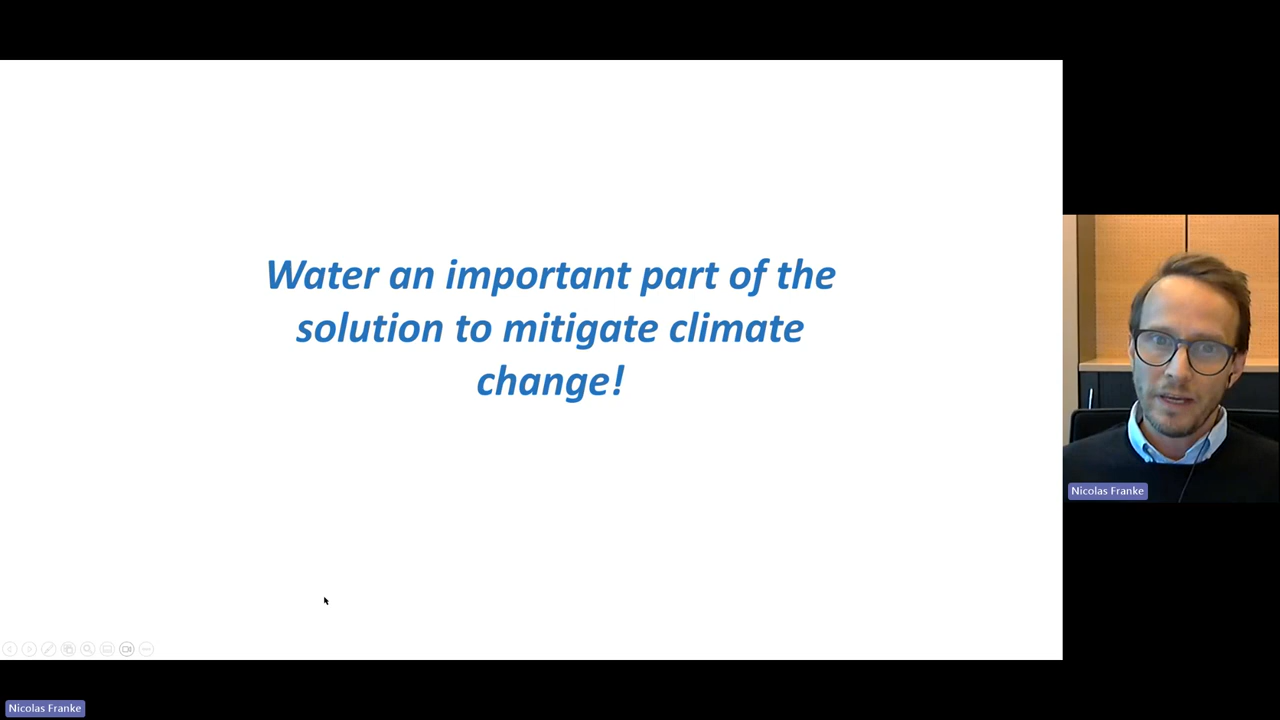 Water an important part of the
solution to mitigate climate
change!
Nicolas Franke
Nicolas Franke